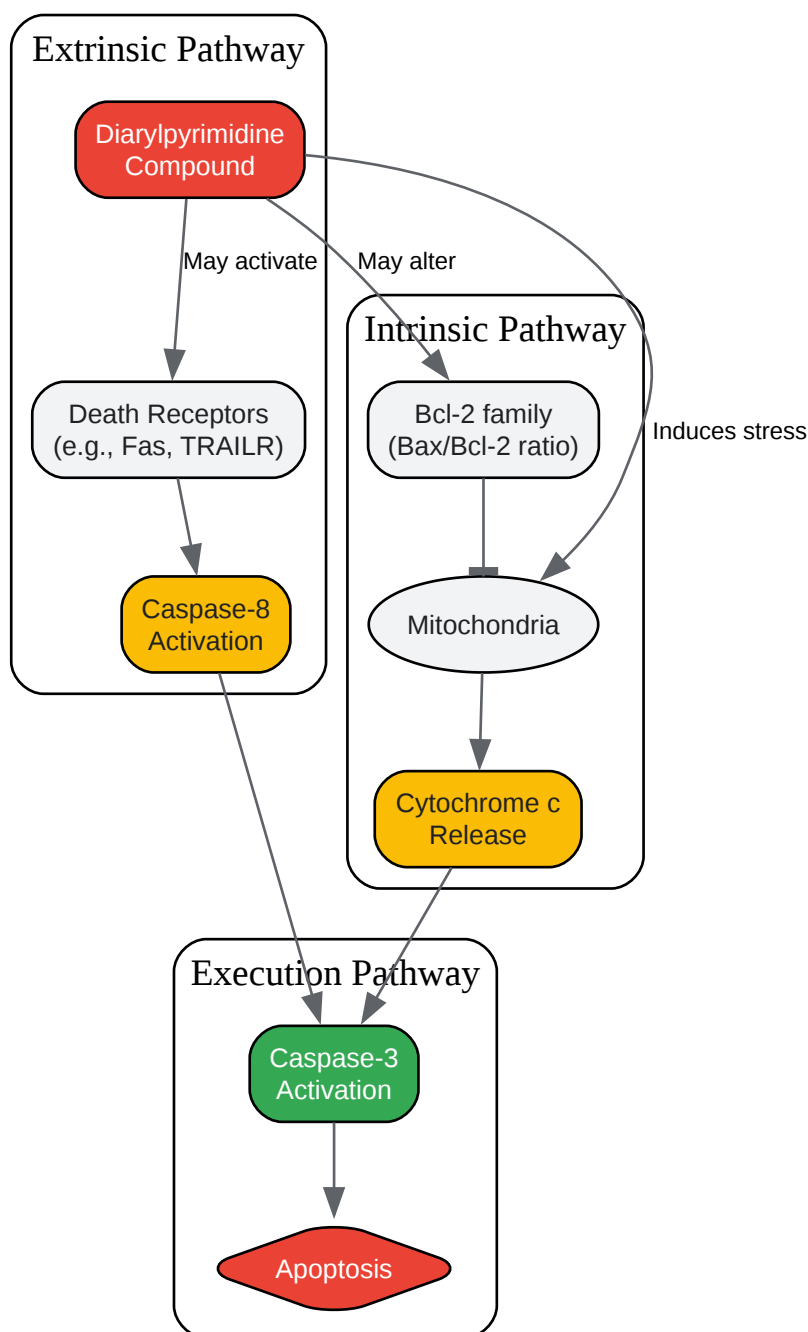 Extrinsic Pathway
Diarylpyrimidine
Compound
May activate
May alter
Intrinsic Pathway
Death Receptors
(e.g., Fas, TRAILR)
Bcl-2 family
(Bax/Bcl-2 ratio)
Induces stress
Caspase-8
Activation
Mitochondria
Cytochrome c
Release
Execution Pathway
Caspase-3
Activation
Apoptosis